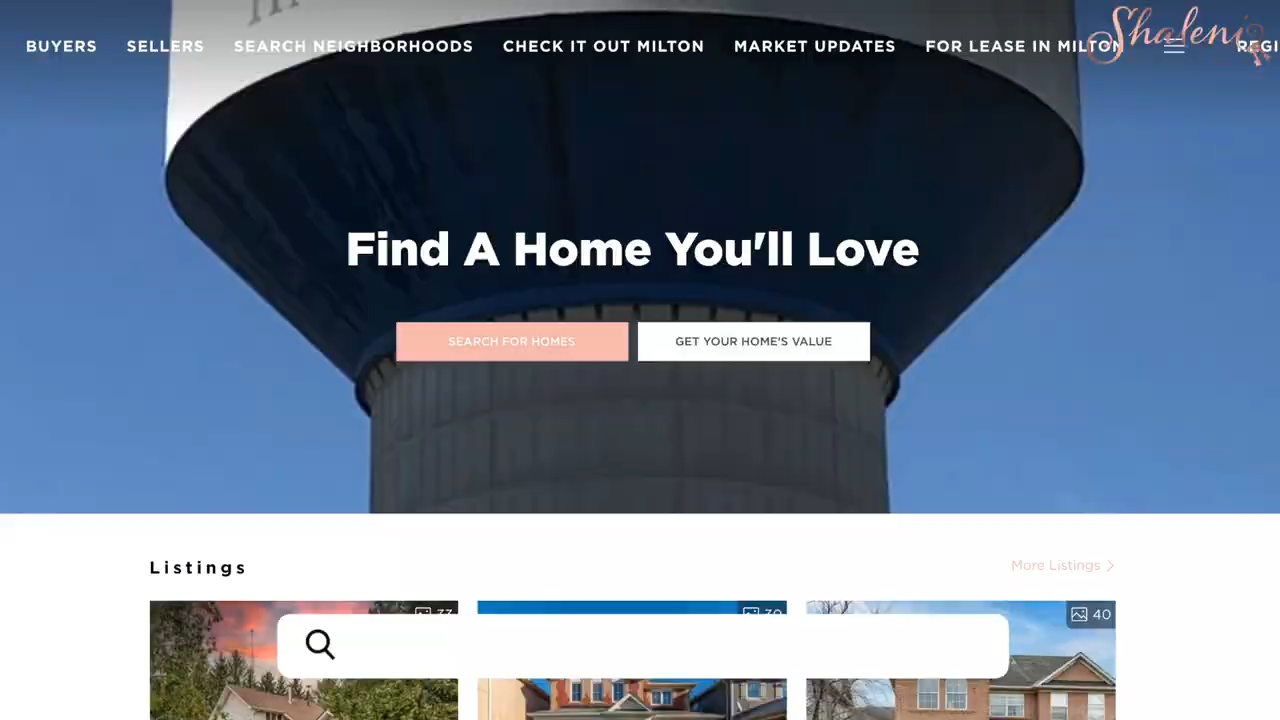 BUYERS SELLERS SEARCH NEIGHBORHOODS CHECK IT OUT MILTON MARKET UPDATES FOR LEASE IN MILTON
Shaleni
Find A Home You'll Love
SEARCH FOR HOMES GET YOUR HOME'S VALUE
Listings More Listings
40